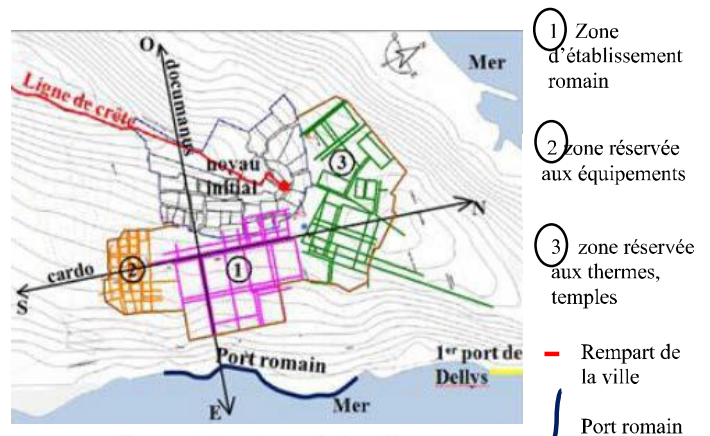 O
documanus
Mer
Ligne de crête
noyau
initial
3
N
cardo
2
1
S
Port romain
1er port de
Dellys
E
Mer
1 Zone
d'établissement
romain
2 zone réservée
aux équipements
3 zone réservée
aux thermes,
temples
Rempart de
la ville
Port romain